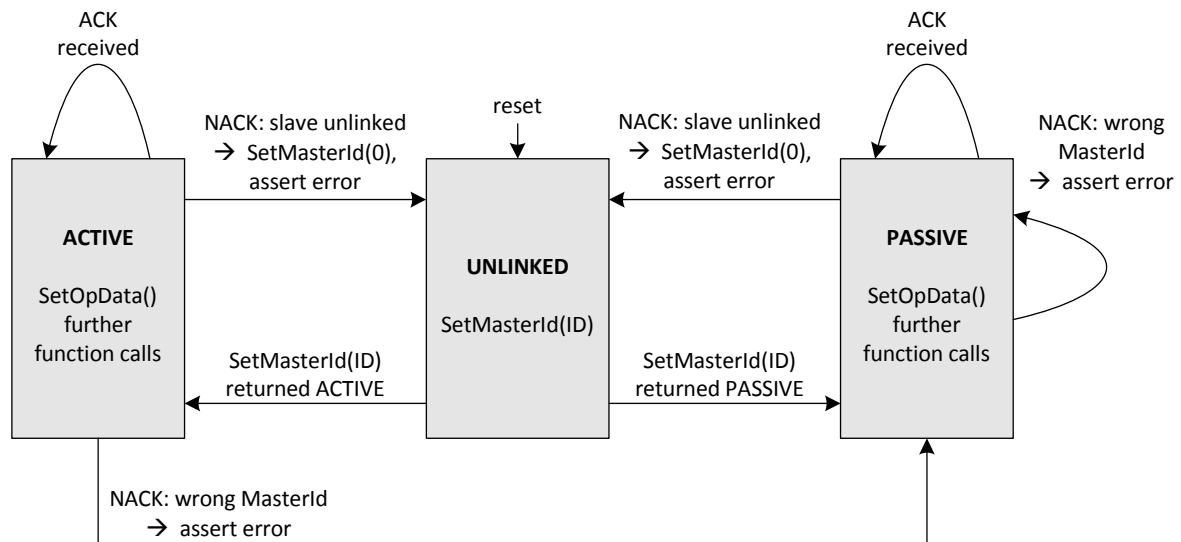 ACK
received
ACK
received
reset
NACK: slave unlinked
→ SetMasterId(0),
assert error
NACK: slave unlinked
→ SetMasterId(0),
assert error
NACK: wrong
MasterId
→ assert error
ACTIVE
SetOpData()
further
function calls
UNLINKED
SetMasterId(ID)
PASSIVE
SetOpData()
further
function calls
SetMasterId(ID)
returned ACTIVE
SetMasterId(ID)
returned PASSIVE
NACK: wrong MasterId
→ assert error